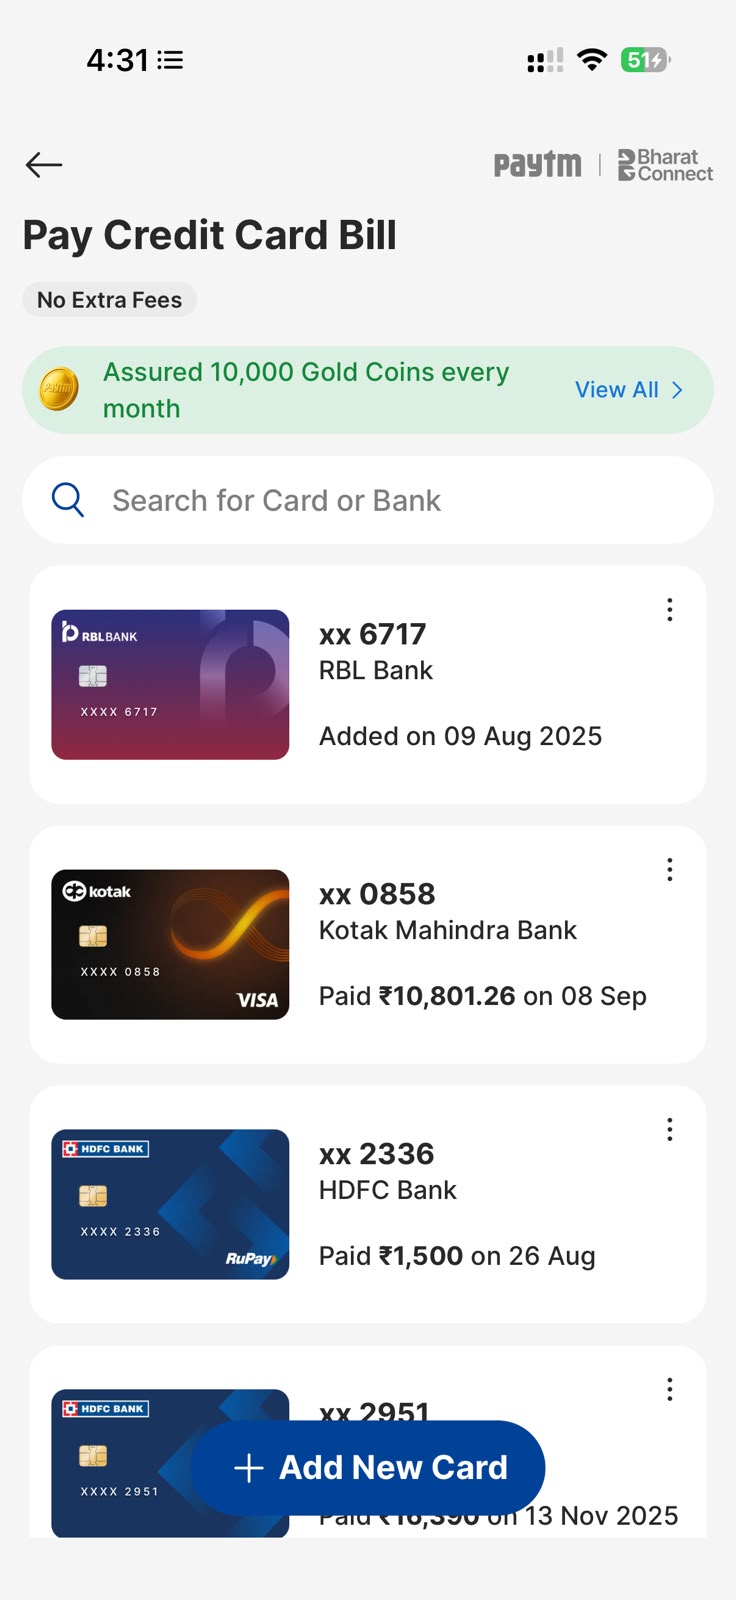 4:31
51
paytm | Bharat Connect
Pay Credit Card Bill
No Extra Fees
Assured 10,000 Gold Coins every
month
View All
Search for Card or Bank
RBL BANK
XXXX 6717
xx 6717
RBL Bank
Added on 09 Aug 2025
kotak
XXXX 0858
VISA
xx 0858
Kotak Mahindra Bank
Paid ₹10,801.26 on 08 Sep
HDFC BANK
XXXX 2336
RuPay
xx 2336
HDFC Bank
Paid ₹1,500 on 26 Aug
HDFC BANK
XXXX 2951
xx 2951
Add New Card
Paid ₹16,390 on 13 Nov 2025